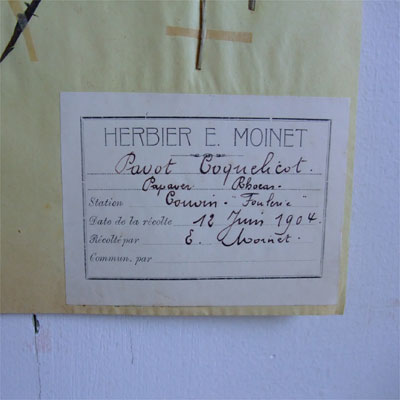 HERBIER E. MOINET
Pavot Coquelicot.
Papaver Rhoeas.
Station Couvin - "Foulerie"
Date de la récolte 12 Juin 1904.
Récolté par E. Moinet.
Commun. par